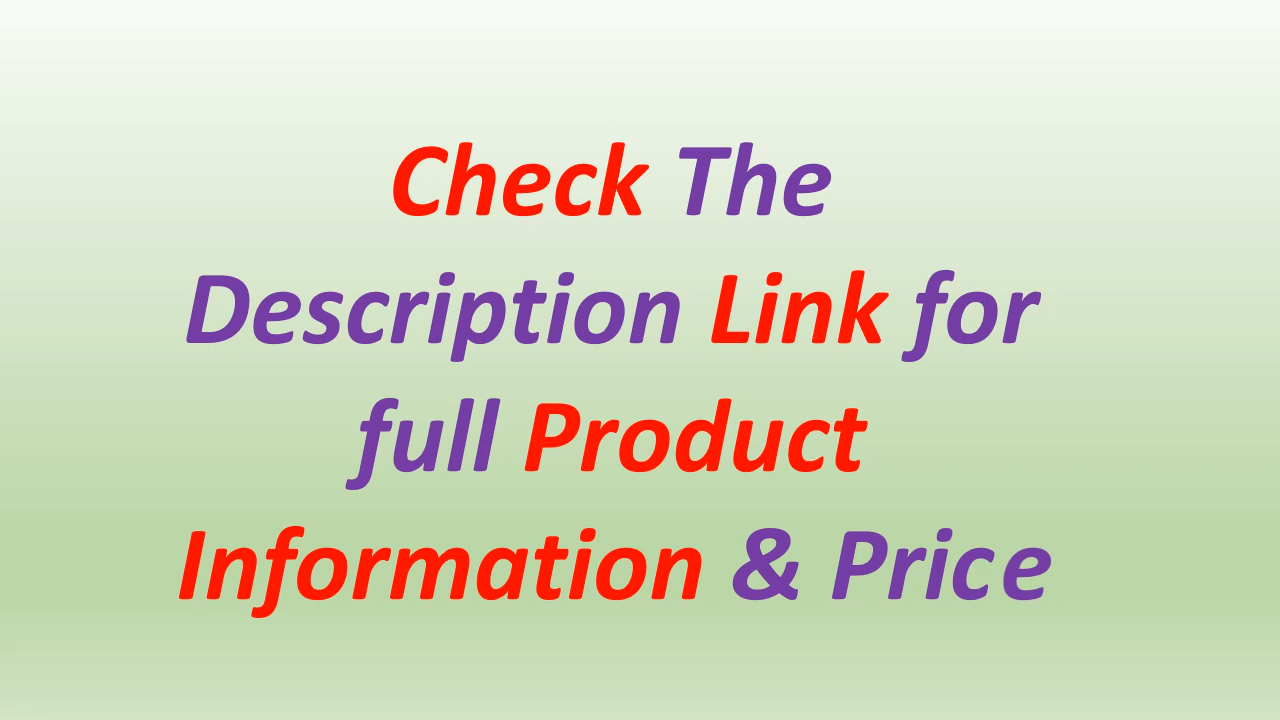 Check The
Description Link for
full Product
Information & Price